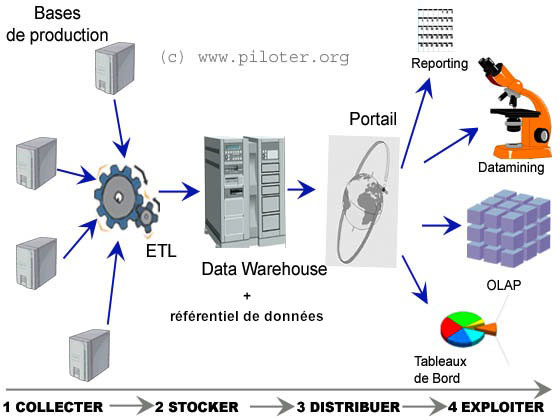 Bases
de production
(c) www.piloter.org
Reporting
Portail
Datamining
ETL
Data Warehouse
+
référentiel de données
OLAP
Tableaux
de Bord
1 COLLECTER
2 STOCKER
3 DISTRIBUER
4 EXPLOITER